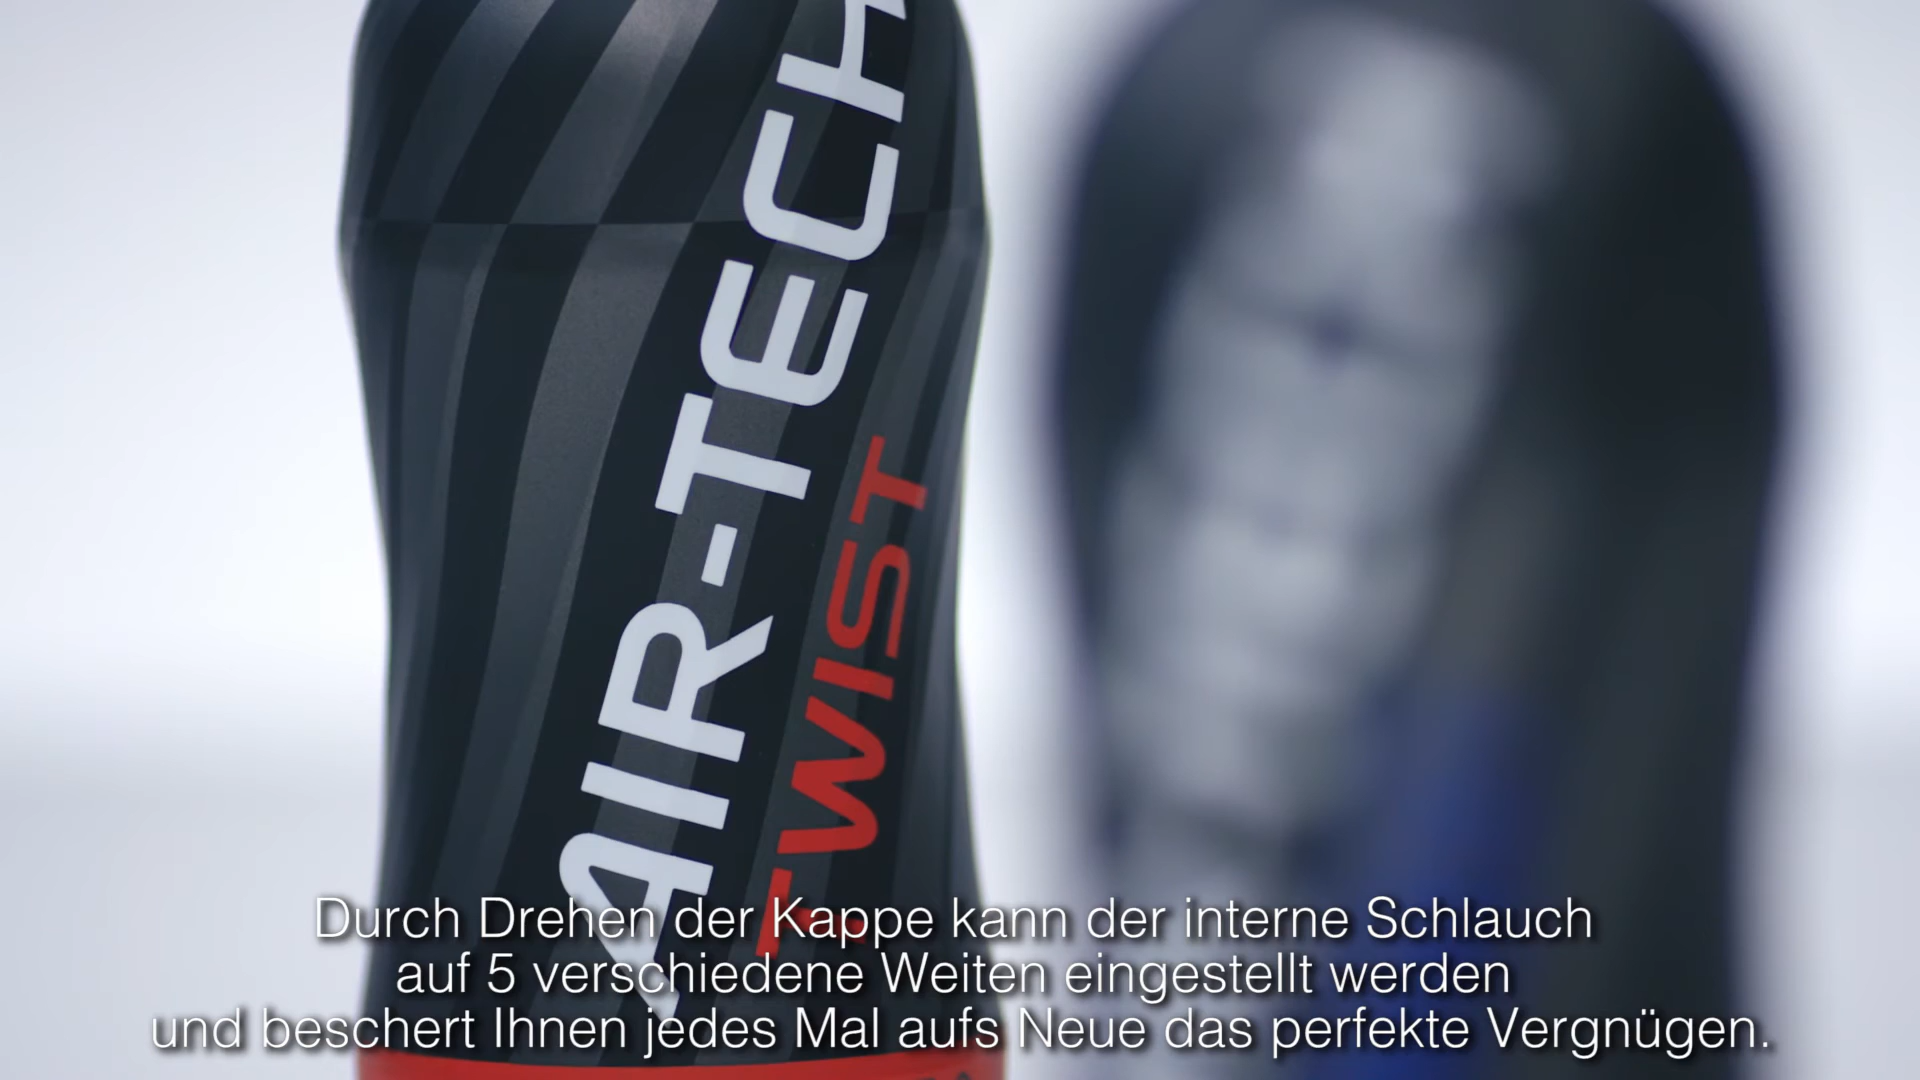 AIR-TECH
TWIST
Durch Drehen der Kappe kann der interne Schlauch
auf 5 verschiedene Weiten eingestellt werden
und beschert Ihnen jedes Mal aufs Neue das perfekte Vergnügen.